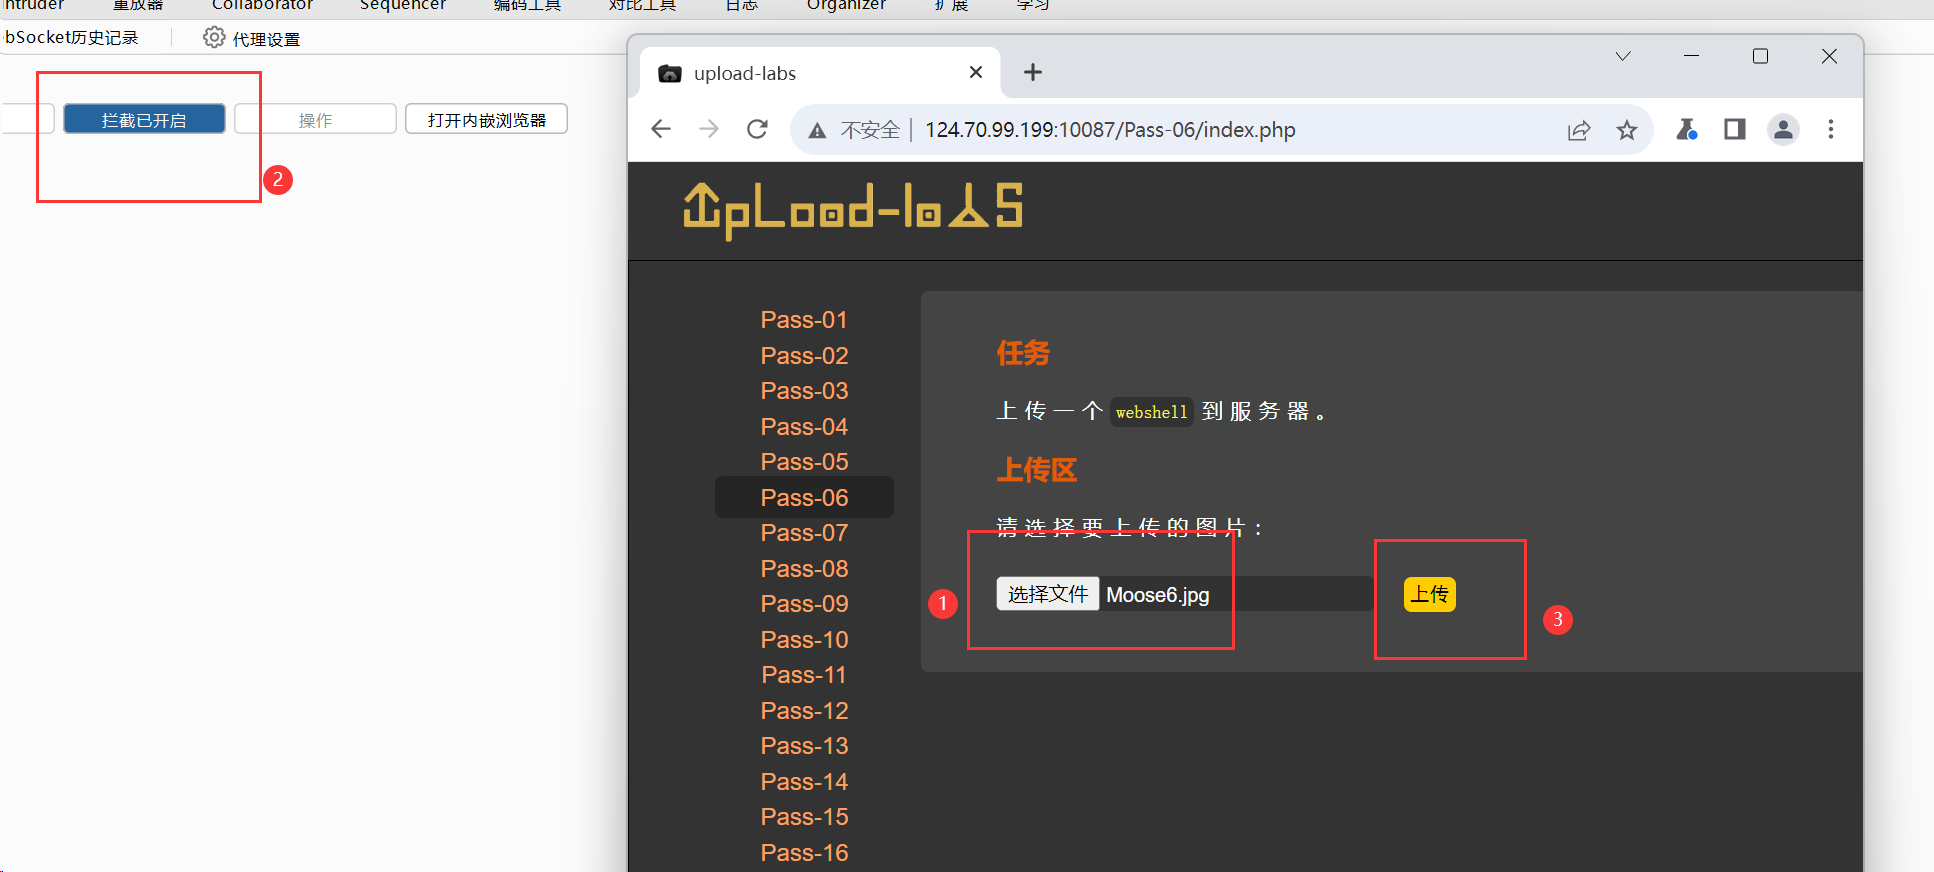 ntruder 重放器 Collaborator Sequencer 编码工具 对比工具 日志 Organizer 扩展 学习
bSocket历史记录 代理设置
拦截已开启 操作 打开内嵌浏览器
2
upload-labs
不安全 124.70.99.199:10087/Pass-06/index.php
UpLoad-labS
Pass-01
Pass-02
Pass-03
Pass-04
Pass-05
Pass-06
Pass-07
Pass-08
Pass-09
Pass-10
Pass-11
Pass-12
Pass-13
Pass-14
Pass-15
Pass-16
任务
上传一个 webshell 到服务器。
上传区
请选择要上传的图片：
1 选择文件 Moose6.jpg 上传 3